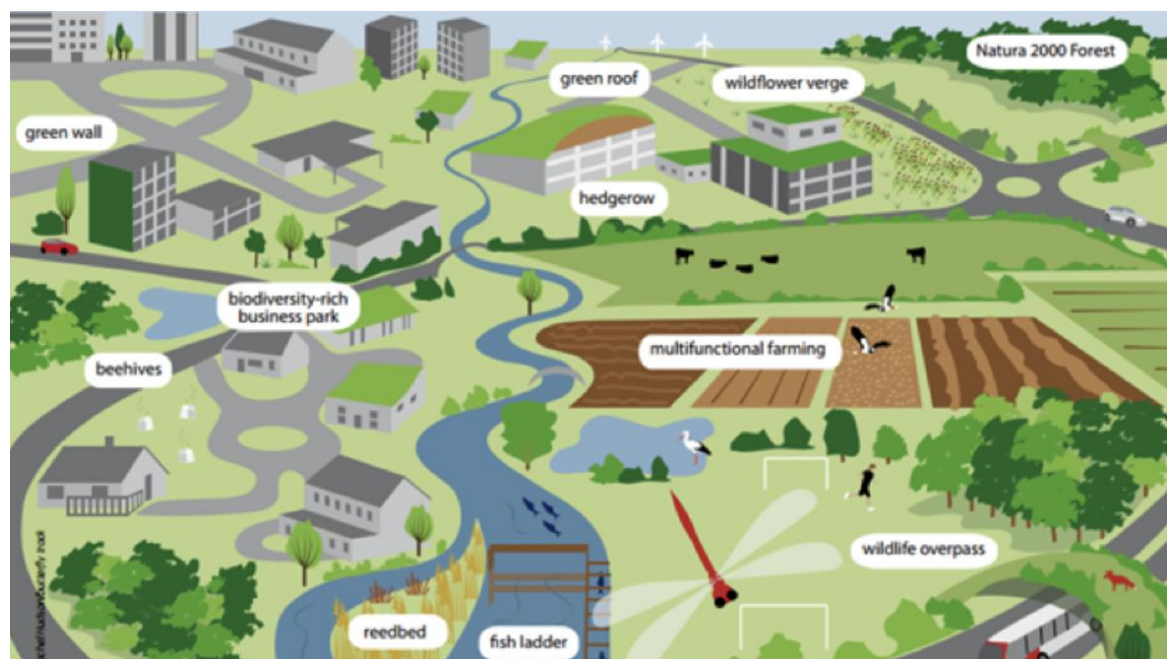 Natura 2000 Forest
green roof
wildflower verge
green wall
hedgerow
biodiversity-rich
business park
multifunctional farming
beehives
wildlife overpass
reedbed
fish ladder